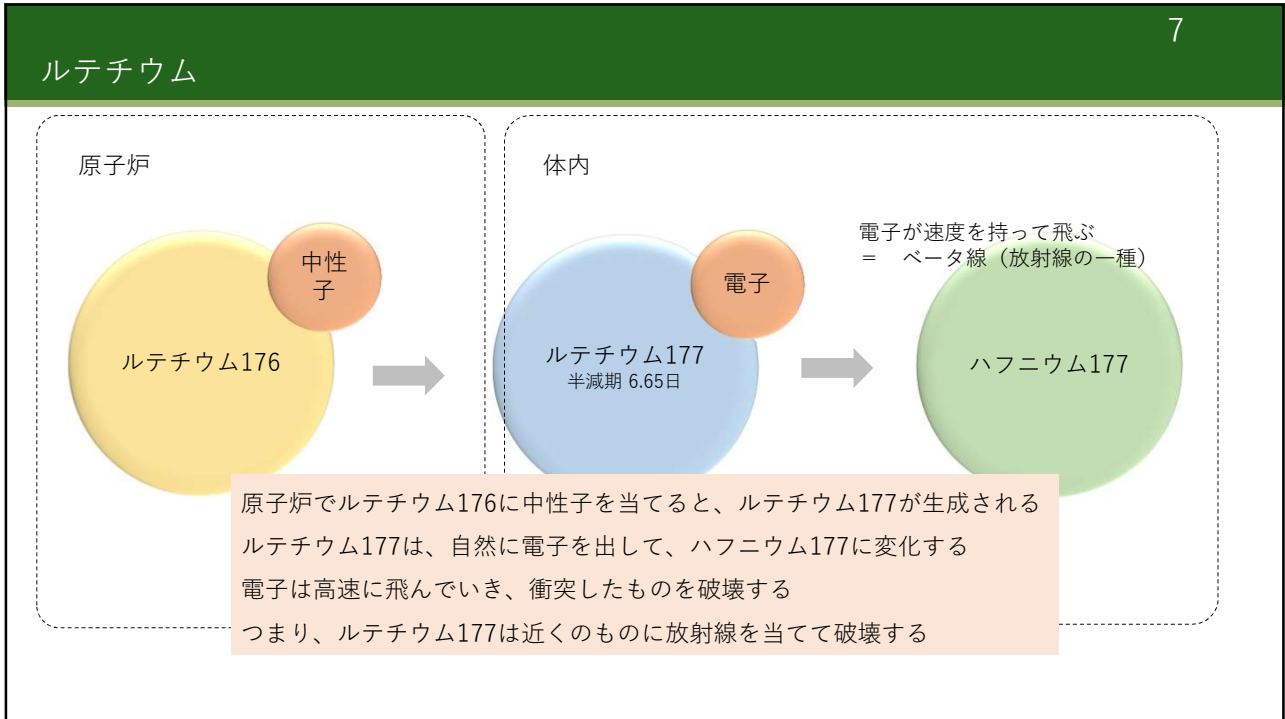 7
ルテチウム
原子炉
体内
中性
子
ルテチウム176
電子
ルテチウム177
半減期 6.65日
電子が速度を持って飛ぶ
=　ベータ線（放射線の一種）
ハフニウム177
原子炉でルテチウム176に中性子を当てると、ルテチウム177が生成される
ルテチウム177は、自然に電子を出して、ハフニウム177に変化する
電子は高速に飛んでいき、衝突したものを破壊する
つまり、ルテチウム177は近くのものに放射線を当てて破壊する